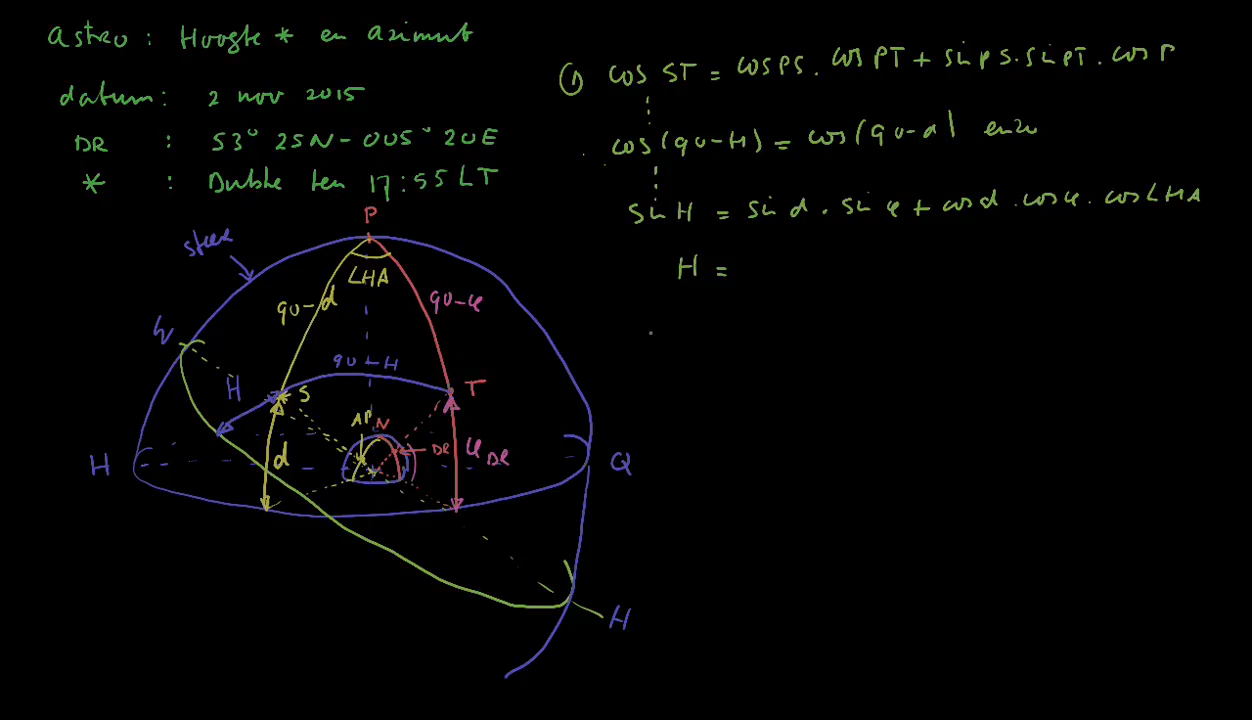 astro : Hoogte * en azimut
datum : 2 nov 2015
DR : 53° 25N - 005° 20E
* : Dubhe ten 17:55 LT
① cos ST = cos PS . cos PT + sin PS . sin PT . cos P
cos (90-H) = cos (90-d) enzo
sin H = sin d . sin φ + cos d . cos φ . cos LHA
H =
P
LHA
90-d
90-φ
90-H
H
S
T
AP
N
DR
d
φ DR
H
Q
H